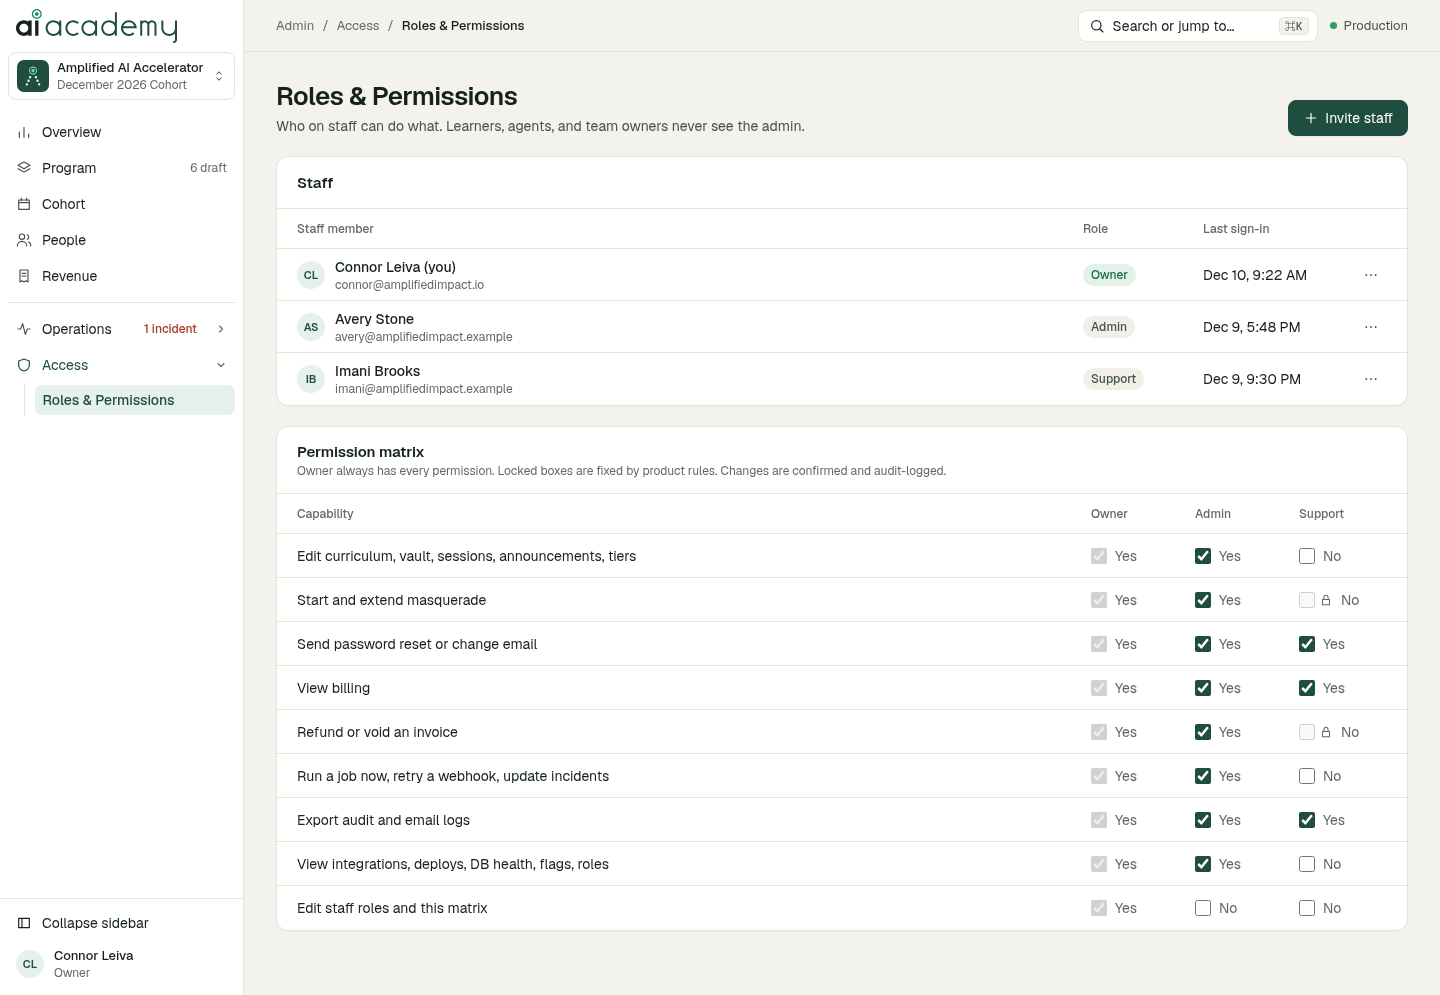 ai academy
Amplified AI Accelerator
December 2026 Cohort
Overview
Program 6 draft
Cohort
People
Revenue
Operations 1 incident
Access
Roles & Permissions
Collapse sidebar
CL Connor Leiva
Owner
Admin / Access / Roles & Permissions
Search or jump to... ⌘K
Production
Roles & Permissions
Who on staff can do what. Learners, agents, and team owners never see the admin.
+ Invite staff
Staff
Staff member Role Last sign-in
CL Connor Leiva (you) Owner Dec 10, 9:22 AM ...
connor@amplifiedimpact.io
AS Avery Stone Admin Dec 9, 5:48 PM ...
avery@amplifiedimpact.example
IB Imani Brooks Support Dec 9, 9:30 PM ...
imani@amplifiedimpact.example
Permission matrix
Owner always has every permission. Locked boxes are fixed by product rules. Changes are confirmed and audit-logged.
Capability Owner Admin Support
Edit curriculum, vault, sessions, announcements, tiers Yes Yes No
Start and extend masquerade Yes Yes No
Send password reset or change email Yes Yes Yes
View billing Yes Yes Yes
Refund or void an invoice Yes Yes No
Run a job now, retry a webhook, update incidents Yes Yes No
Export audit and email logs Yes Yes Yes
View integrations, deploys, DB health, flags, roles Yes Yes No
Edit staff roles and this matrix Yes No No